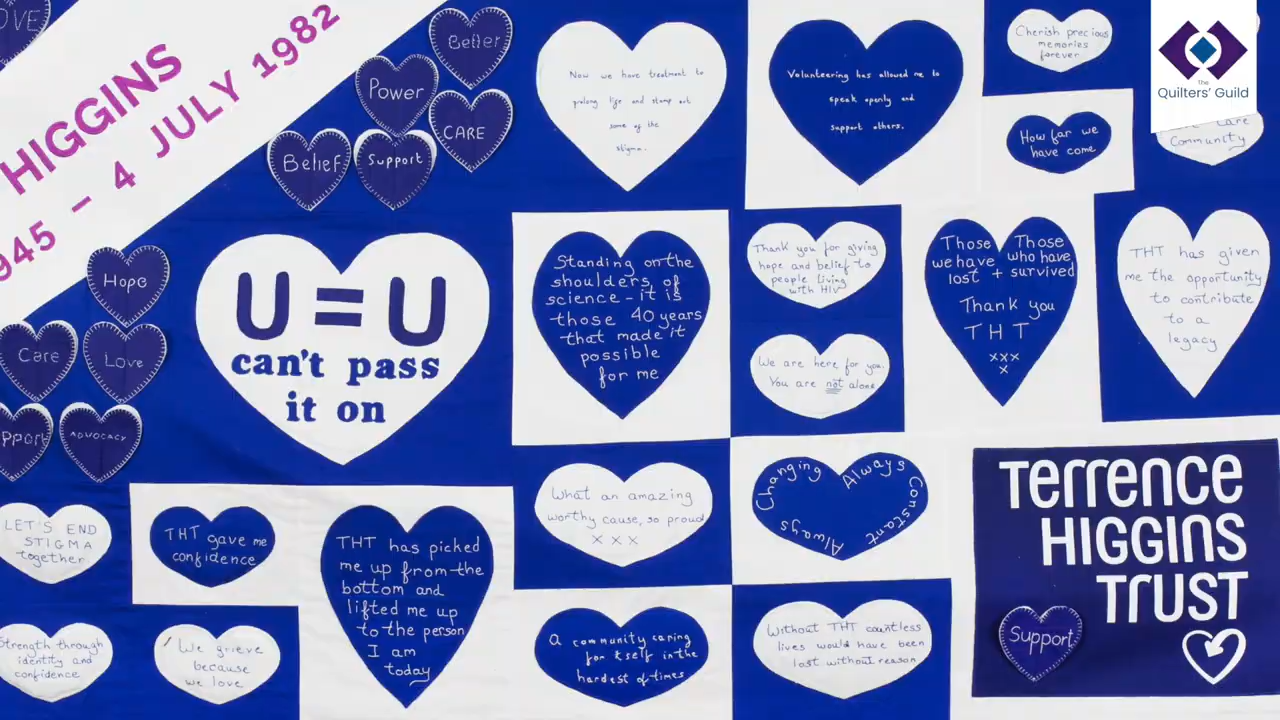 HIGGINS
945 – 4 JULY 1982
Better
Power
CARE
Belief
Support
Hope
Care
Love
ADVOCACY
U=U
can't pass
it on
Now we have treatment to
prolong life and stamp out
some of the
stigma.
Volunteering has allowed me to
speak openly and
support others.
Cherish precious
memories
forever
How far we
have come
The
Quilters' Guild
Care
Community
Standing on the
shoulders of
science – it is
those 40 years
that made it
possible
for me
Thank you for giving
hope and belief to
people living
with HIV
We are here for you.
You are not alone
Those
we have
lost
+
Those
who have
survived
Thank you
THT
xxx
x
THT has given
me the opportunity
to contribute
to a
legacy
LET'S END
STIGMA
together.
THT gave me
confidence
THT has picked
me up from the
bottom and
lifted me up
to the person
I am
today
What an amazing
worthy cause, so proud
x x x
Always Changing
Always Constant
Strength through
identity and
confidence
We grieve
because
we love
A community caring
for itself in the
hardest of times
Without THT countless
lives would have been
lost without reason
Terrence
HIGGINS
TRUST
Support